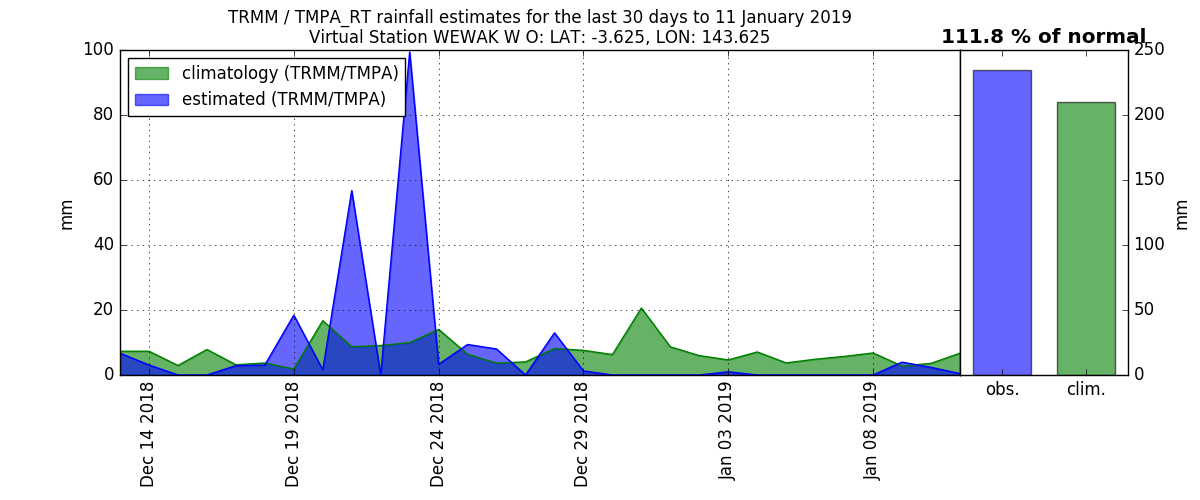 TRMM / TMPA_RT rainfall estimates for the last 30 days to 11 January 2019
Virtual Station WEWAK W O: LAT: -3.625, LON: 143.625
111.8 % of normal
climatology (TRMM/TMPA)
estimated (TRMM/TMPA)
100
80
60
40
20
0
mm
Dec 14 2018
Dec 19 2018
Dec 24 2018
Dec 29 2018
Jan 03 2019
Jan 08 2019
obs.
clim.
250
200
150
100
50
0
mm